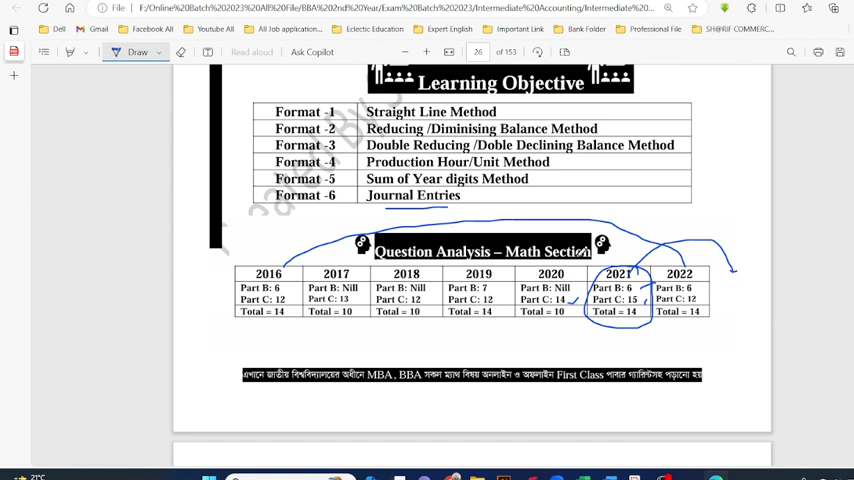 File F:/Online Batch %202023 %20All %20File/BBA %202nd %20Year/Exam %20Batch %202023/Intermediate %20Accounting/Intermediate %20...
Dell Gmail Facebook All Youtube All All Job application... Eclectic Education Expert English Important Link Bank Folder Professional File SH@RIF COMMERC...
Draw Read aloud Ask Copilot 26 of 153
Learning Objective
Format -1 Straight Line Method
Format -2 Reducing /Diminising Balance Method
Format -3 Double Reducing /Doble Declining Balance Method
Format -4 Production Hour/Unit Method
Format -5 Sum of Year digits Method
Format -6 Journal Entries
Question Analysis – Math Section
2016 2017 2018 2019 2020 2021 2022
Part B: 6 Part B: Nill Part B: Nill Part B: 7 Part B: Nill Part B: 6 Part B: 6
Part C: 12 Part C: 13 Part C: 12 Part C: 12 Part C: 14 Part C: 15 Part C: 12
Total = 14 Total = 10 Total = 10 Total = 14 Total = 10 Total = 14 Total = 14
এখানে জাতীয় বিশ্ববিদ্যালয়ের অধীনে MBA, BBA সকল ম্যাথ বিষয় অনলাইন ও অফলাইন First Class পাবার গ্যারিন্টিসহ পড়ানো হয়
21°C